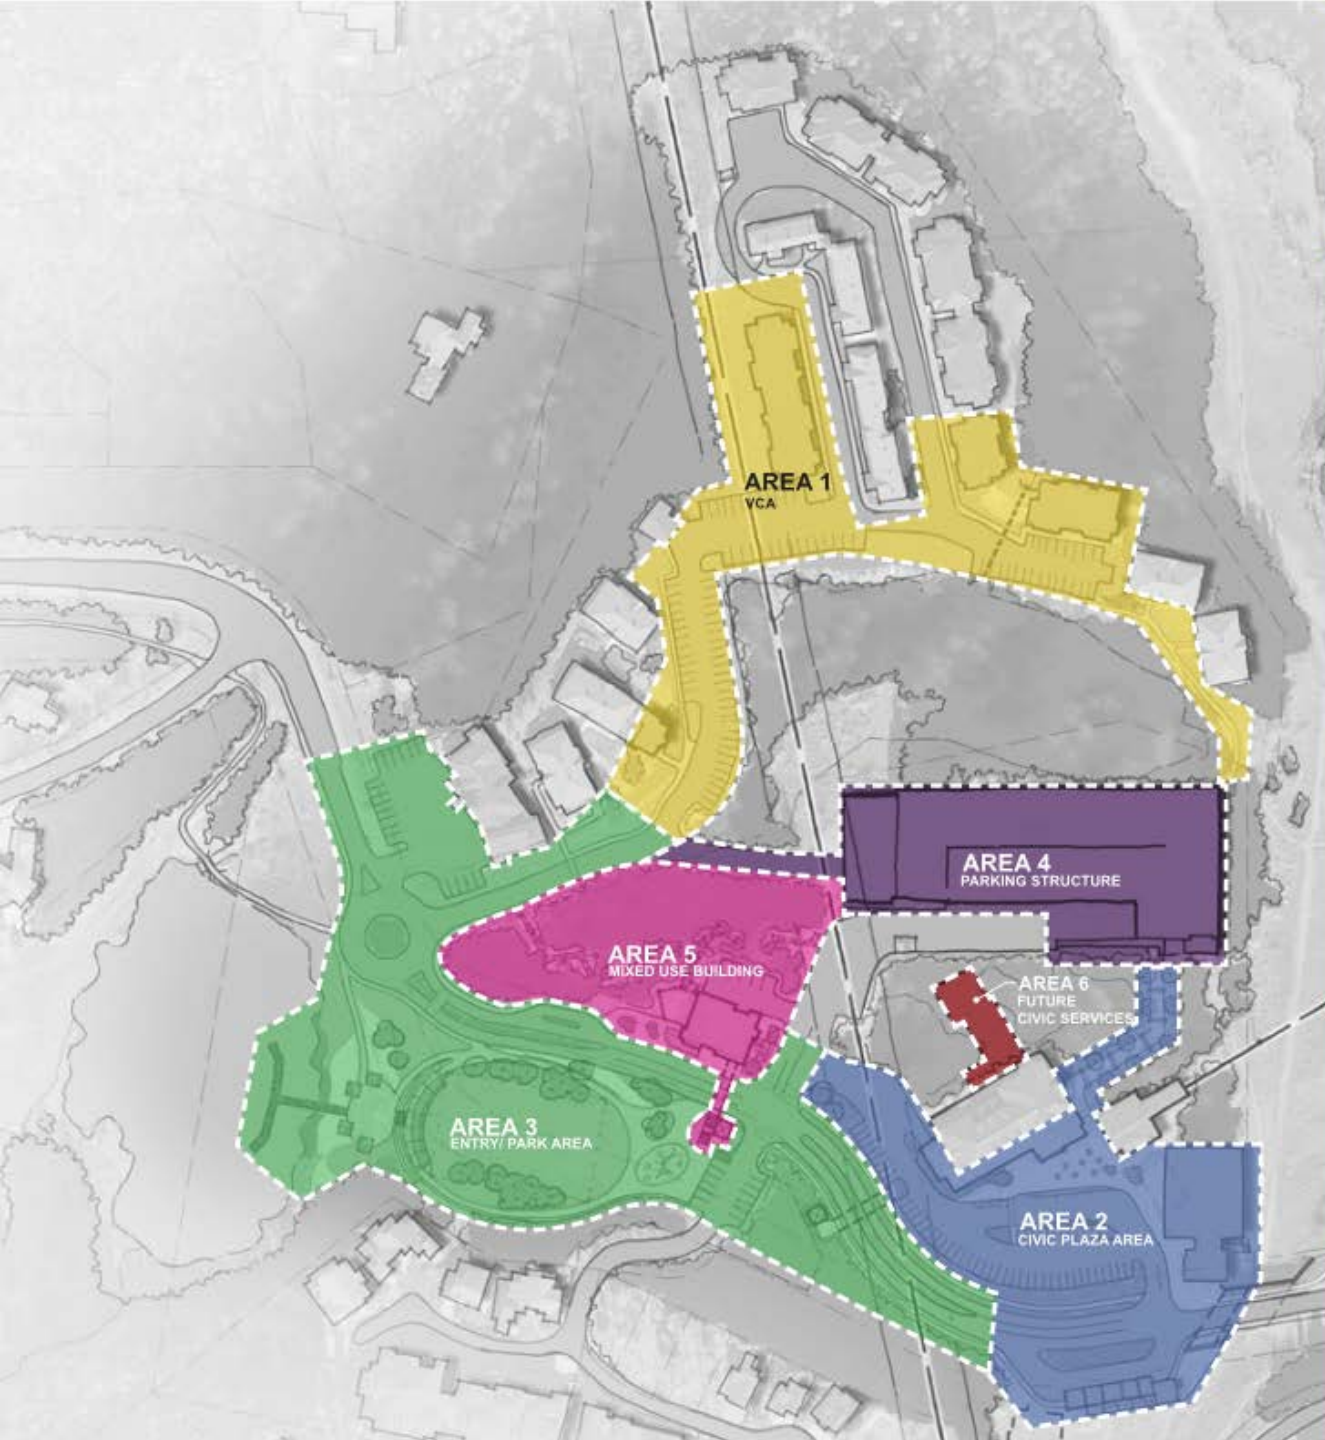 AREA 1
VCA
AREA 4
PARKING STRUCTURE
AREA 5
MIXED USE BUILDING
AREA 6
FUTURE
CIVIC SERVICES
AREA 3
ENTRY/ PARK AREA
AREA 2
CIVIC PLAZA AREA